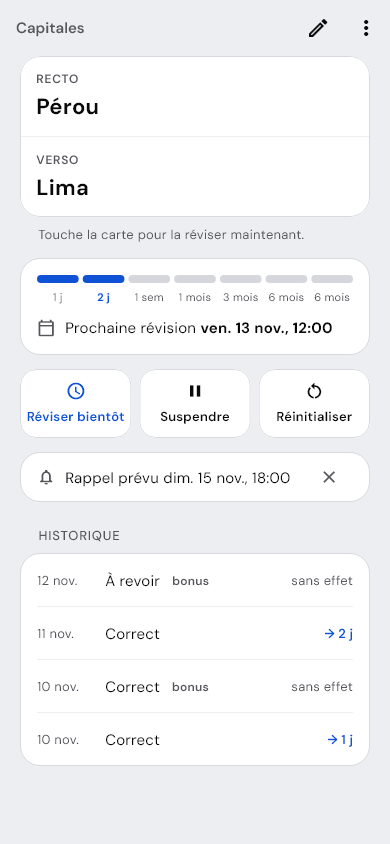 Capitales
RECTO
Pérou
VERSO
Lima
Touche la carte pour la réviser maintenant.
1 j 2 j 1 sem 1 mois 3 mois 6 mois 6 mois
Prochaine révision ven. 13 nov., 12:00
Réviser bientôt Suspendre Réinitialiser
Rappel prévu dim. 15 nov., 18:00
HISTORIQUE
12 nov. À revoir bonus sans effet
11 nov. Correct → 2 j
10 nov. Correct bonus sans effet
10 nov. Correct → 1 j